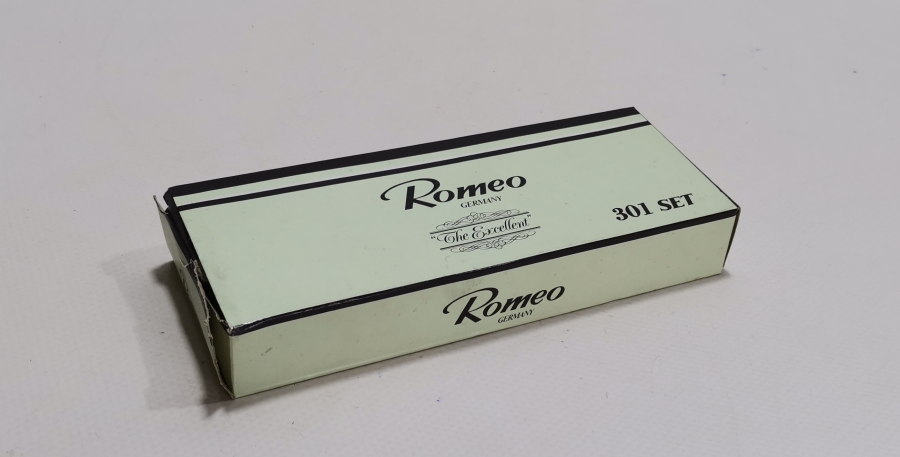 Romeo
GERMANY
"The Excellent"
301 SET
Romeo
GERMANY